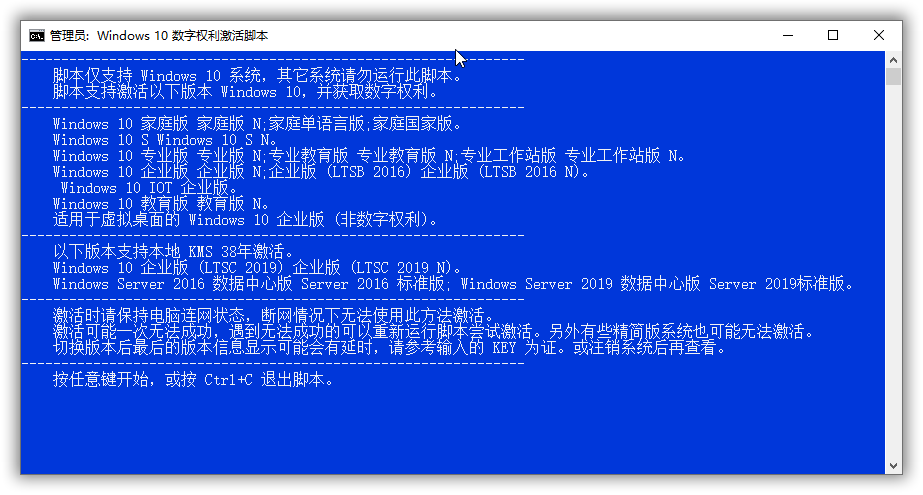 管理员: Windows 10 数字权利激活脚本
------------------------------------------------------------------
脚本仅支持 Windows 10 系统，其它系统请勿运行此脚本。
脚本支持激活以下版本 Windows 10，并获取数字权利。
------------------------------------------------------------------
Windows 10 家庭版 家庭版 N;家庭单语言版;家庭国家版。
Windows 10 S Windows 10 S N。
Windows 10 专业版 专业版 N;专业教育版 专业教育版 N;专业工作站版 专业工作站版 N。
Windows 10 企业版 企业版 N;企业版 (LTSB 2016) 企业版 (LTSB 2016 N)。
Windows 10 IOT 企业版。
Windows 10 教育版 教育版 N。
适用于虚拟桌面的 Windows 10 企业版 (非数字权利)。
------------------------------------------------------------------
以下版本支持本地 KMS 38年激活。
Windows 10 企业版 (LTSC 2019) 企业版 (LTSC 2019 N)。
Windows Server 2016 数据中心版 Server 2016 标准版; Windows Server 2019 数据中心版 Server 2019标准版。
------------------------------------------------------------------
激活时请保持电脑连网状态，断网情况下无法使用此方法激活。
激活可能一次无法成功，遇到无法成功的可以重新运行脚本尝试激活。另外有些精简版系统也可能无法激活。
切换版本后最后的版本信息显示可能会有延时，请参考输入的 KEY 为证。或注销系统后再查看。
------------------------------------------------------------------
按任意键开始，或按 Ctrl+C 退出脚本。